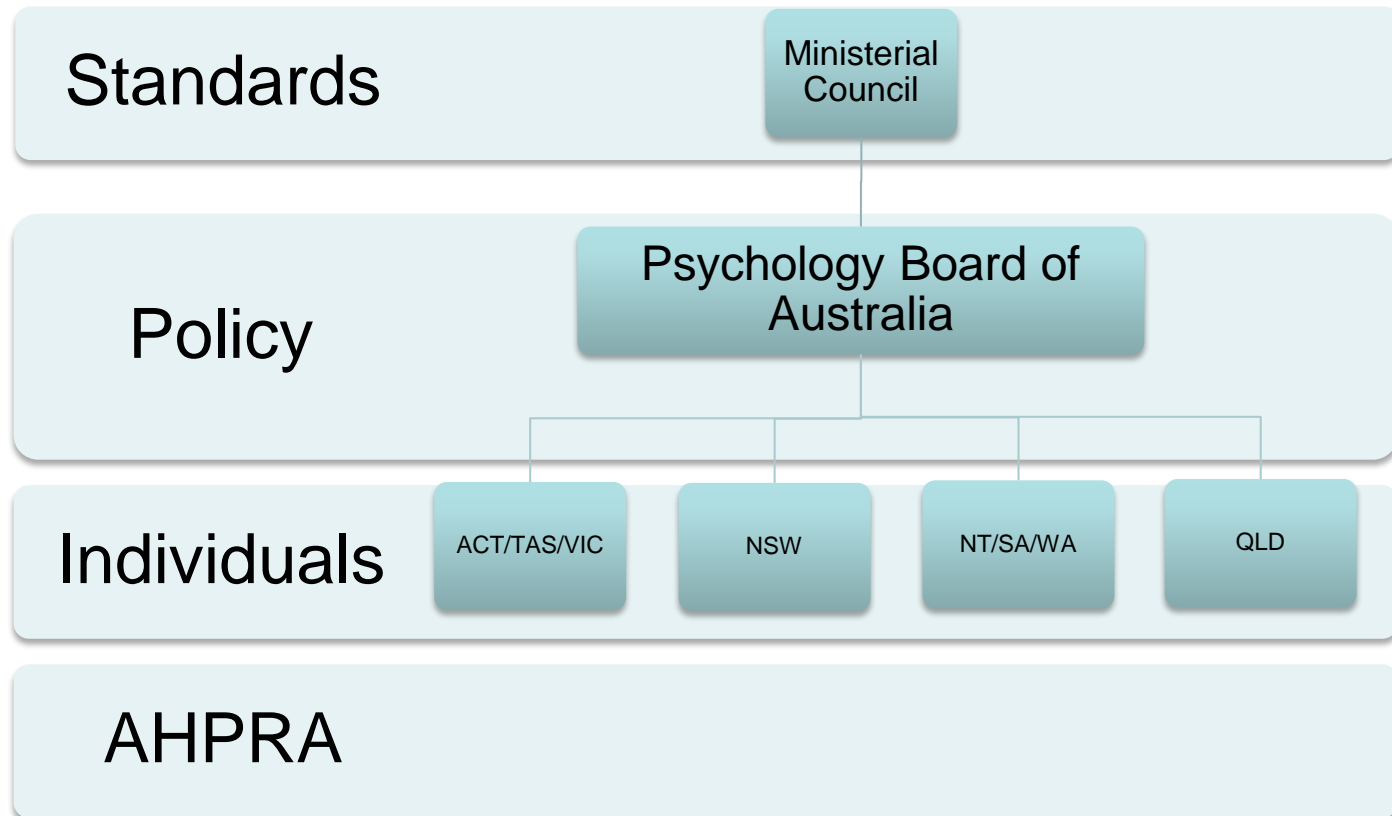 Standards
Ministerial
Council
Policy
Psychology Board of
Australia
Individuals
ACT/TAS/VIC
NSW
NT/SA/WA
QLD
AHPRA